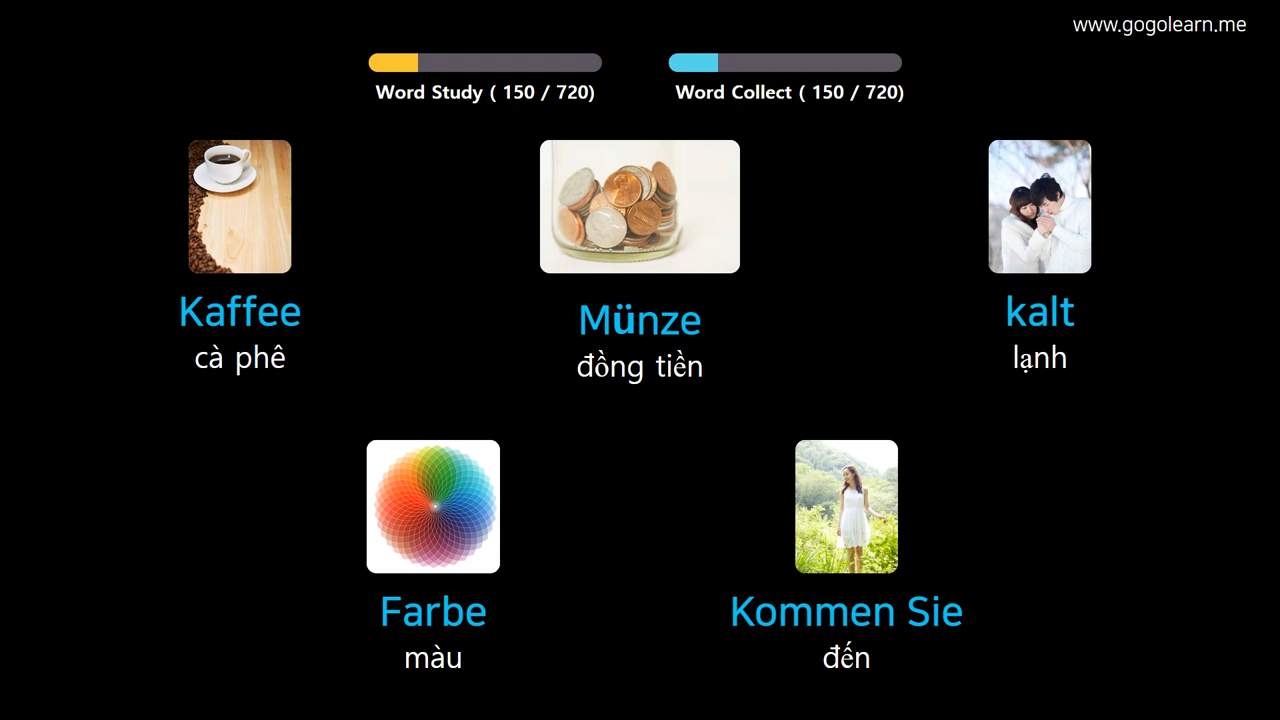 www.gogolearn.me
Word Study ( 150 / 720)
Word Collect ( 150 / 720)
Kaffee
cà phê
Münze
đồng tiền
kalt
lạnh
Farbe
màu
Kommen Sie
đến